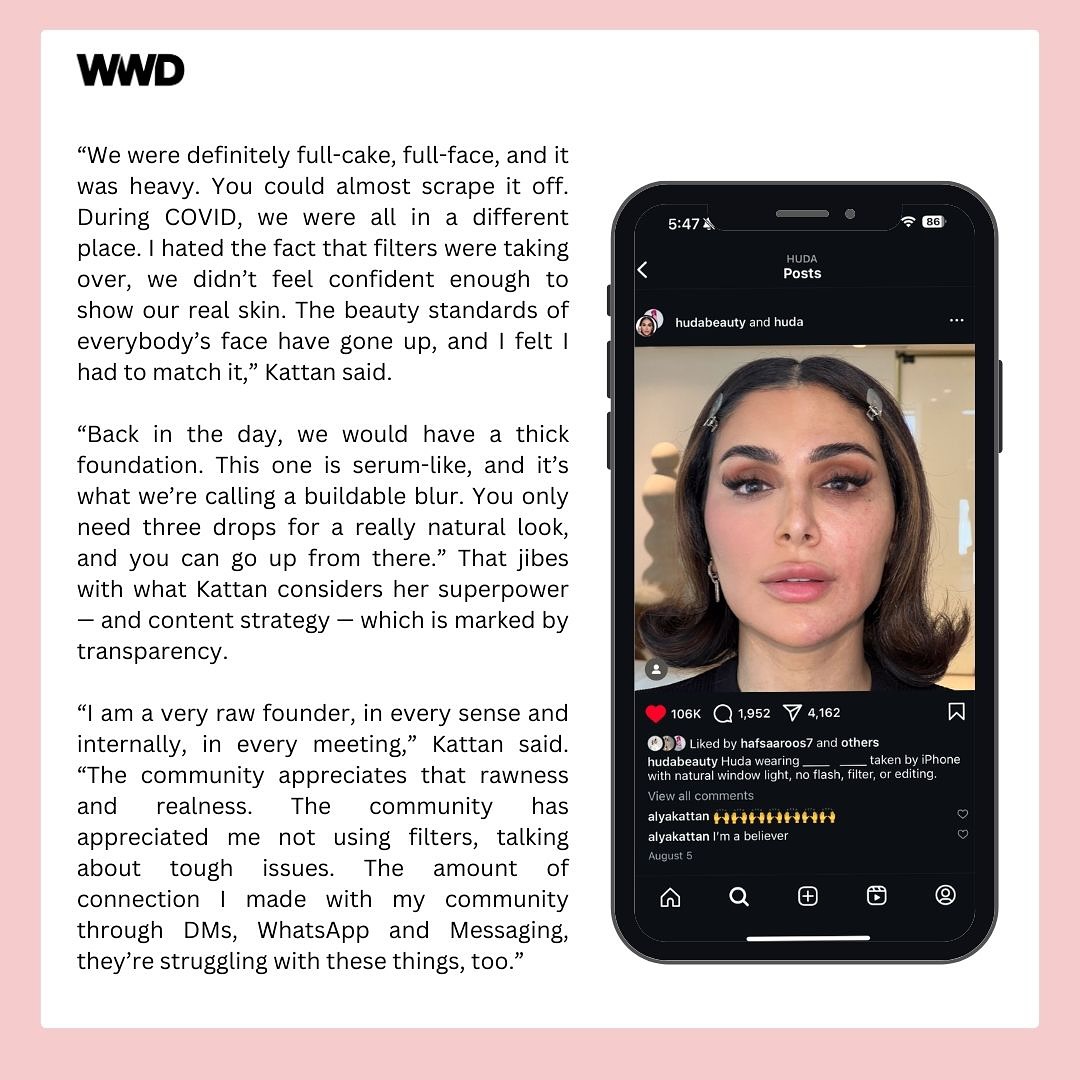 WWD
“We were definitely full-cake, full-face, and it
was heavy. You could almost scrape it off.
During COVID, we were all in a different
place. I hated the fact that filters were taking
over, we didn’t feel confident enough to
show our real skin. The beauty standards of
everybody’s face have gone up, and I felt I
had to match it,” Kattan said.
“Back in the day, we would have a thick
foundation. This one is serum-like, and it’s
what we’re calling a buildable blur. You only
need three drops for a really natural look,
and you can go up from there.” That jibes
with what Kattan considers her superpower
— and content strategy — which is marked by
transparency.
“I am a very raw founder, in every sense and
internally, in every meeting,” Kattan said.
“The community appreciates that rawness
and realness. The community has
appreciated me not using filters, talking
about tough issues. The amount of
connection I made with my community
through DMs, WhatsApp and Messaging,
they’re struggling with these things, too.”
5:47
86
HUDA
Posts
hudabeauty and huda
106K 1,952 4,162
Liked by hafsaaroos7 and others
hudabeauty Huda wearing ____ ____ taken by iPhone
with natural window light, no flash, filter, or editing.
View all comments
alyakattan 🙌🙌🙌🙌🙌🙌🙌🙌
alyakattan I’m a believer
August 5